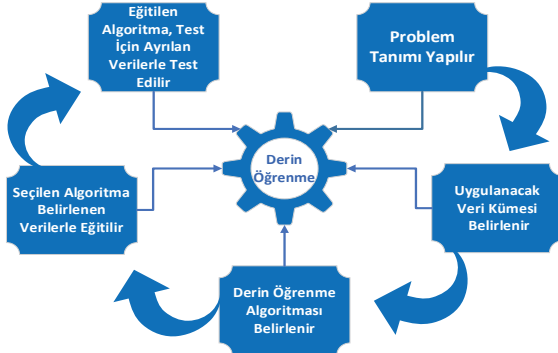 Eğitilen
Algoritma, Test
İçin Ayrılan
Verilerle Test
Edilir
Problem
Tanımı Yapılır
Derin
Öğrenme
Seçilen Algoritma
Belirlenen
Verilerle Eğitilir
Uygulanacak
Veri Kümesi
Belirlenir
Derin Öğrenme
Algoritması
Belirlenir